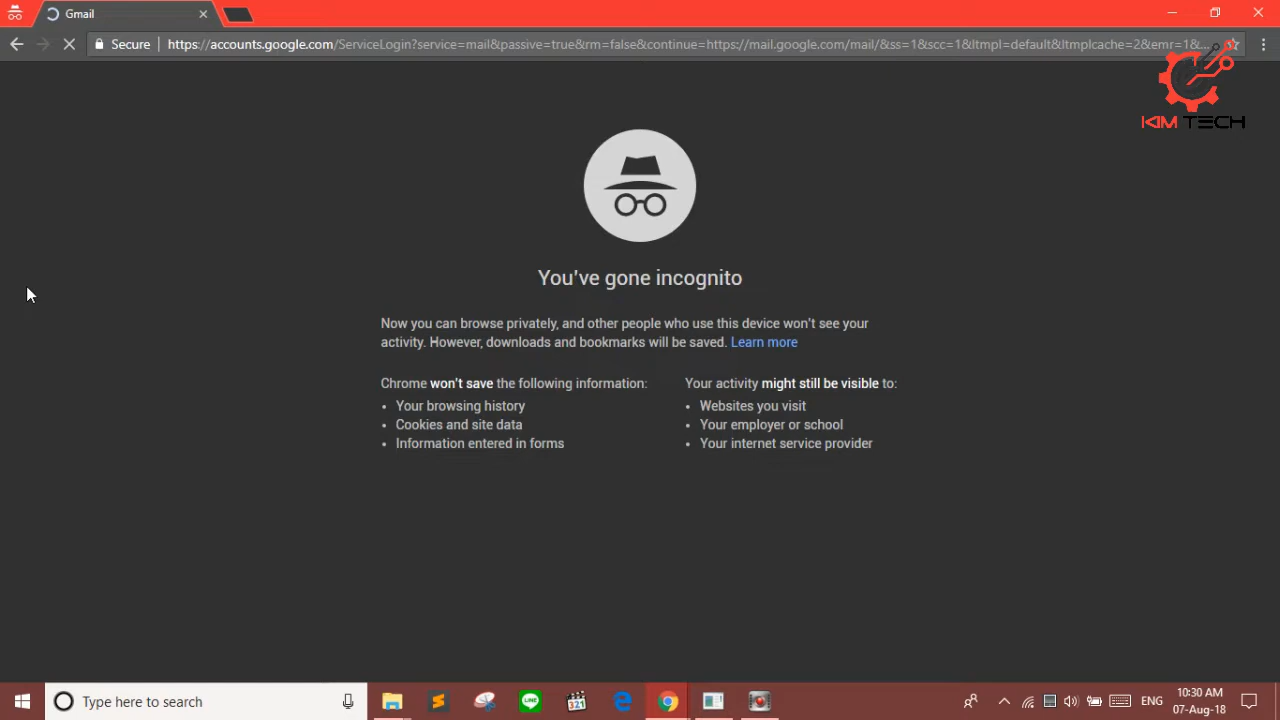 Gmail
Secure
https://accounts.google.com/ServiceLogin?service=mail&passive=true&rm=false&continue=https://mail.google.com/mail/&ss=1&scc=1&ltmpl=default&ltmplcache=2&emr=1&...
KIM TECH
You've gone incognito
Now you can browse privately, and other people who use this device won't see your
activity. However, downloads and bookmarks will be saved. Learn more
Chrome won't save the following information:
• Your browsing history
• Cookies and site data
• Information entered in forms
Your activity might still be visible to:
• Websites you visit
• Your employer or school
• Your internet service provider
Type here to search
LINE
321
ENG
10:30 AM
07-Aug-18